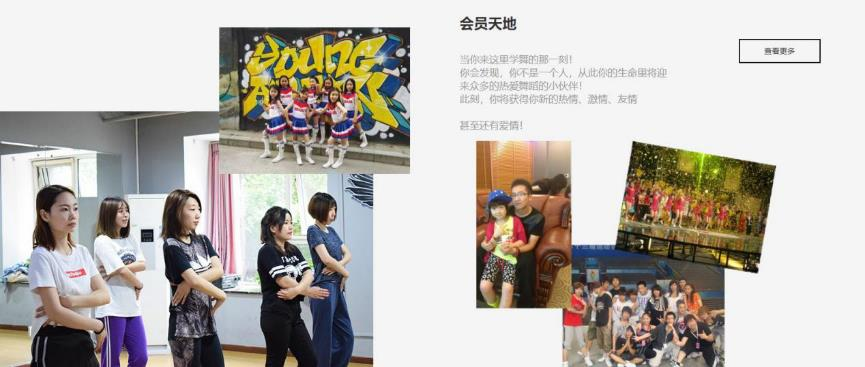 会员天地
查看更多
当你来这里学舞的那一刻！
你会发现，你不是一个人，从此你的生命里将迎
来众多的热爱舞蹈的小伙伴！
此刻，你将获得你新的热情、激情、友情
甚至还有爱情！
YOUNG